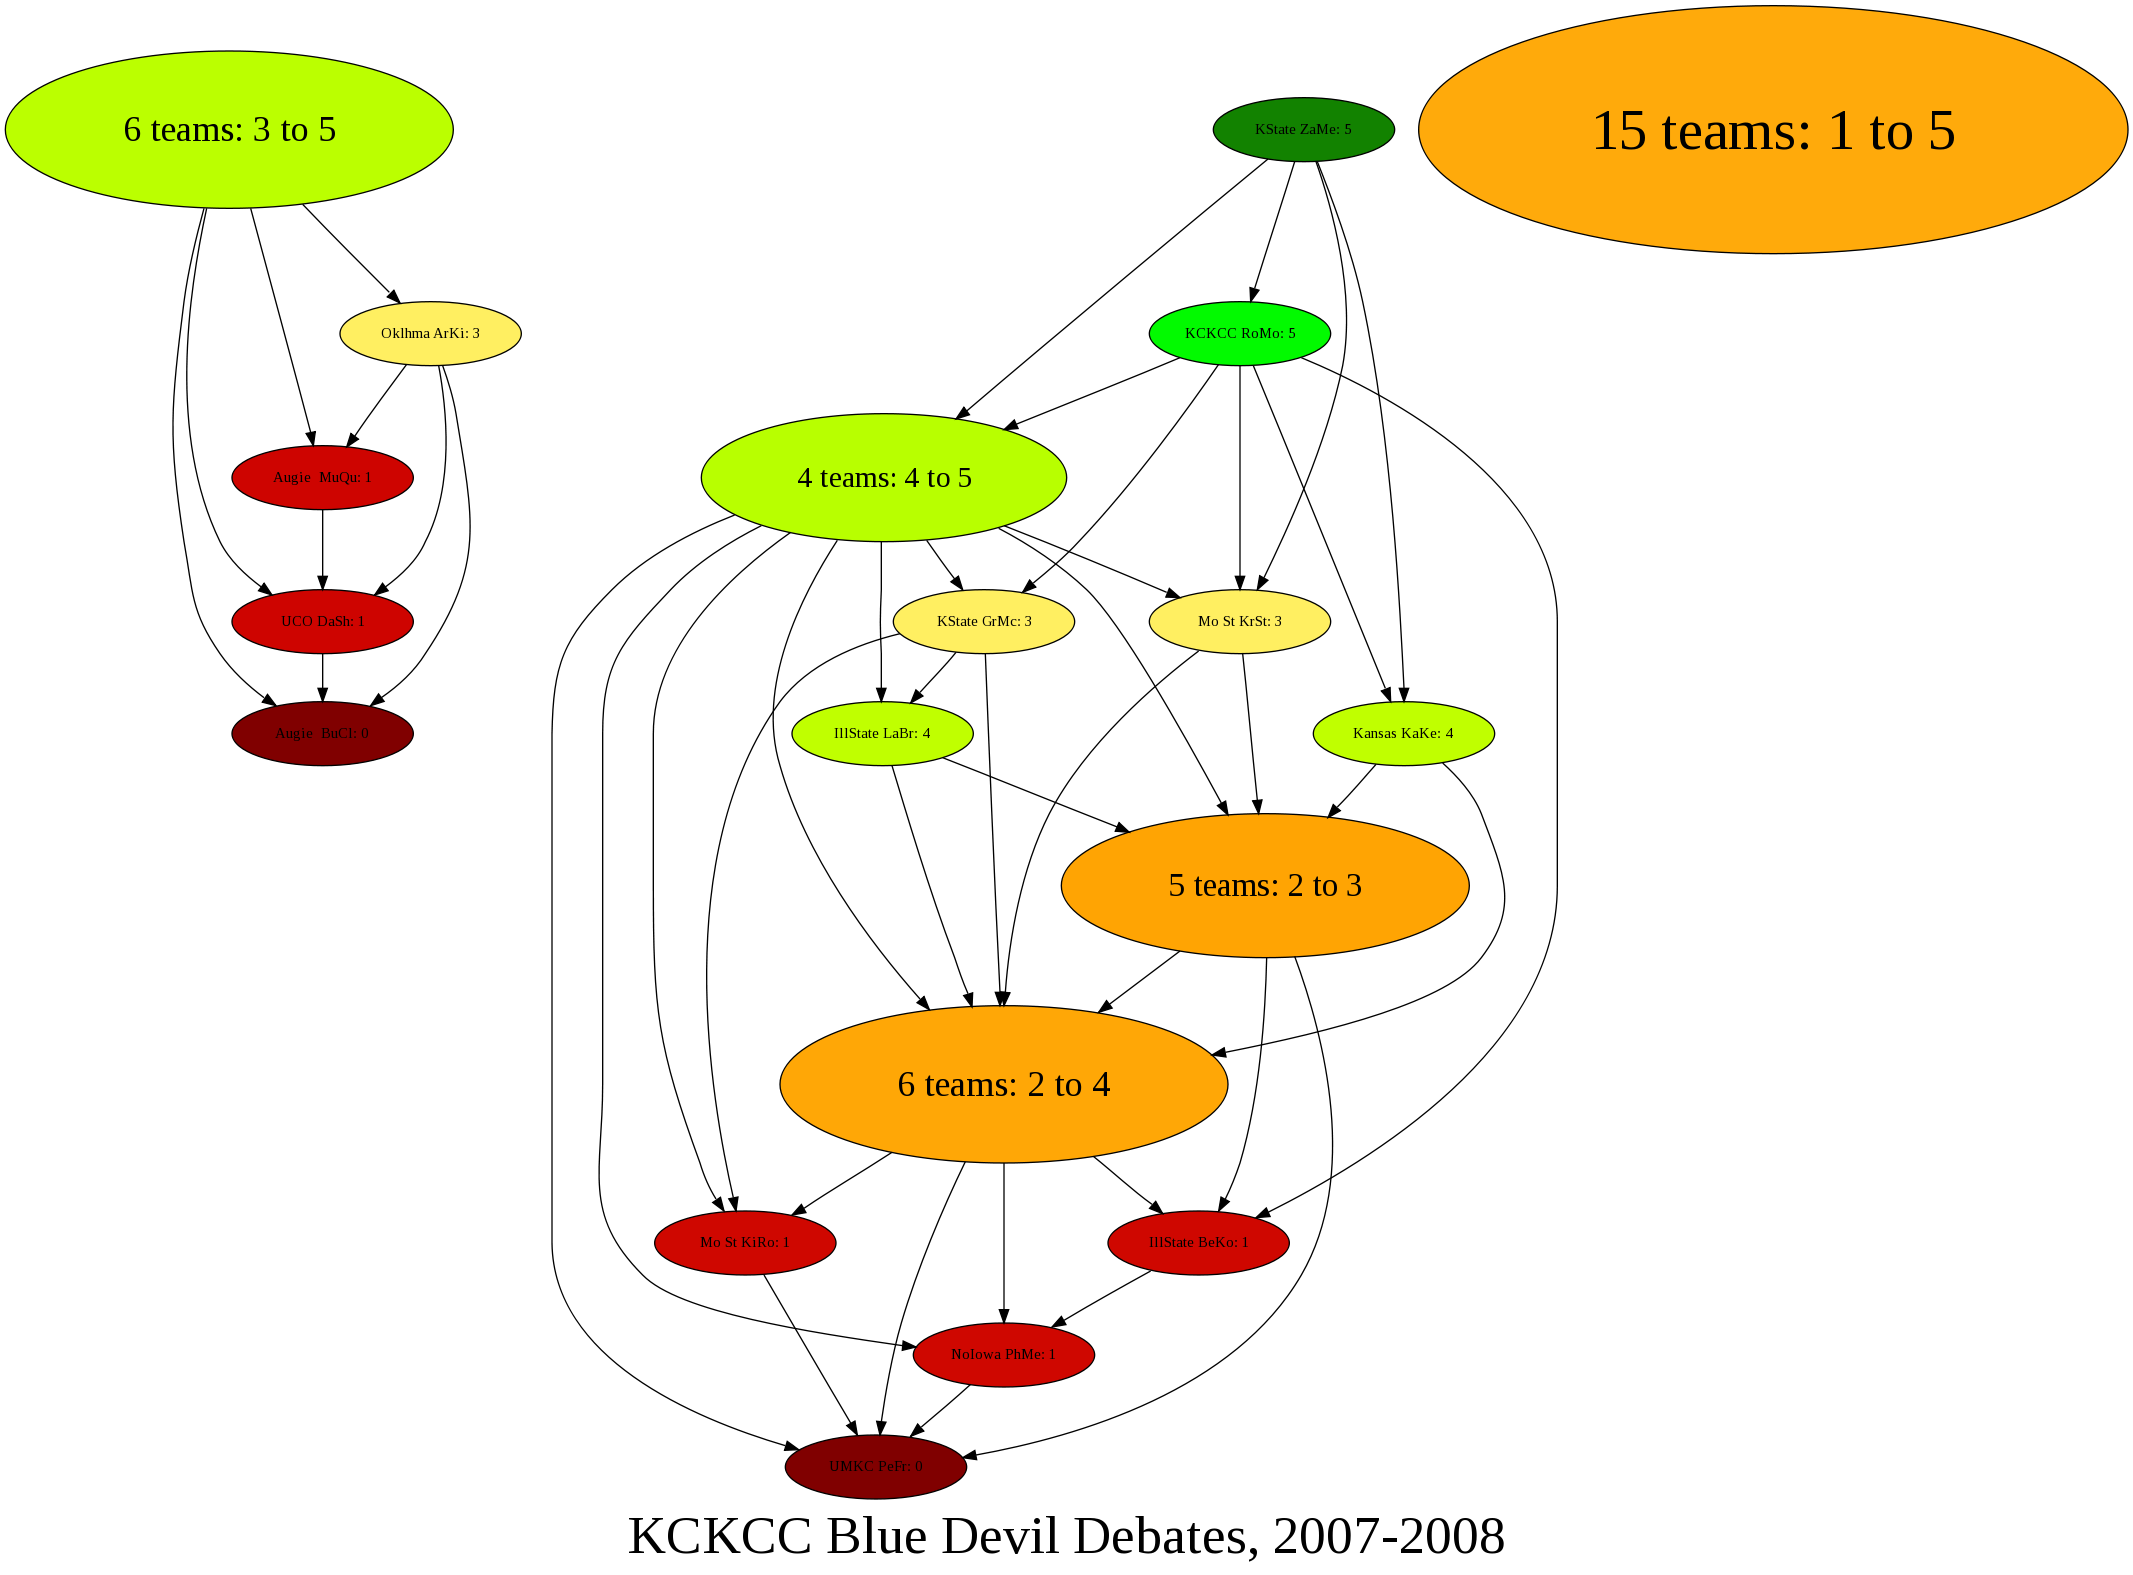 6 teams: 3 to 5
KState ZaMe: 5
15 teams: 1 to 5
Oklhma ArKi: 3
KCKCC RoMo: 5
Augie  MuQu: 1
4 teams: 4 to 5
UCO DaSh: 1
KState GrMc: 3
Mo St KrSt: 3
Augie  BuCl: 0
IllState LaBr: 4
Kansas KaKe: 4
5 teams: 2 to 3
6 teams: 2 to 4
Mo St KiRo: 1
IllState BeKo: 1
NoIowa PhMe: 1
UMKC PeFr: 0
KCKCC Blue Devil Debates, 2007-2008